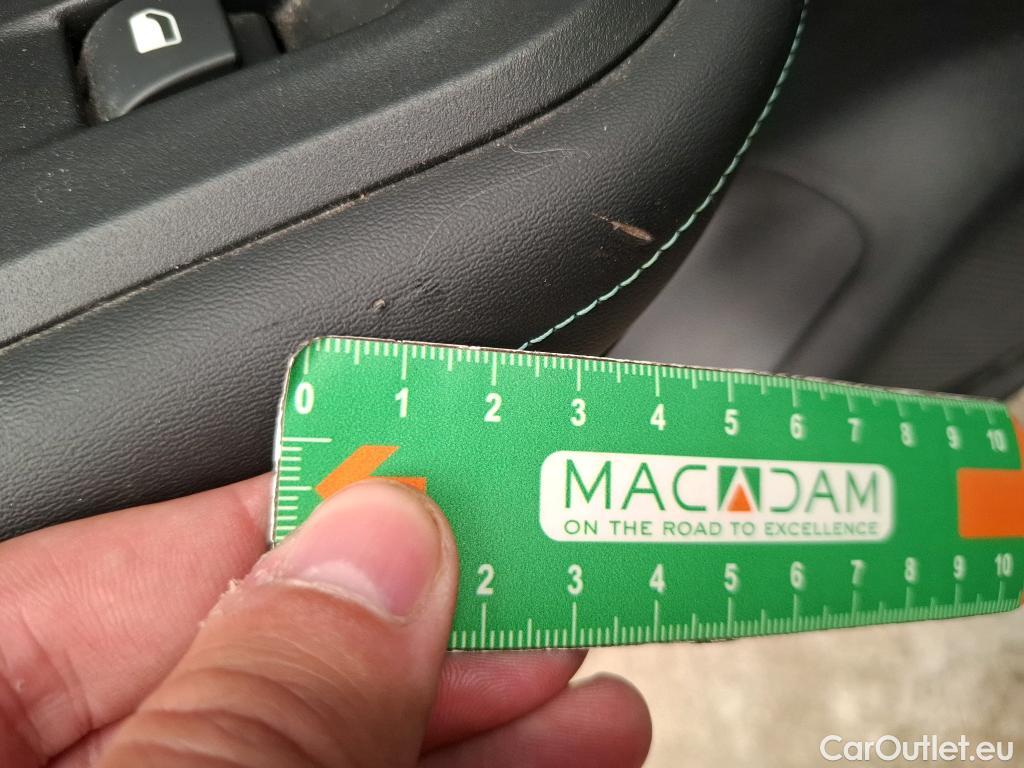 0 1 2 3 4 5 6 7 8 9 10
MACADAM
ON THE ROAD TO EXCELLENCE
2 3 4 5 6 7 8 9 10
CarOutlet.eu